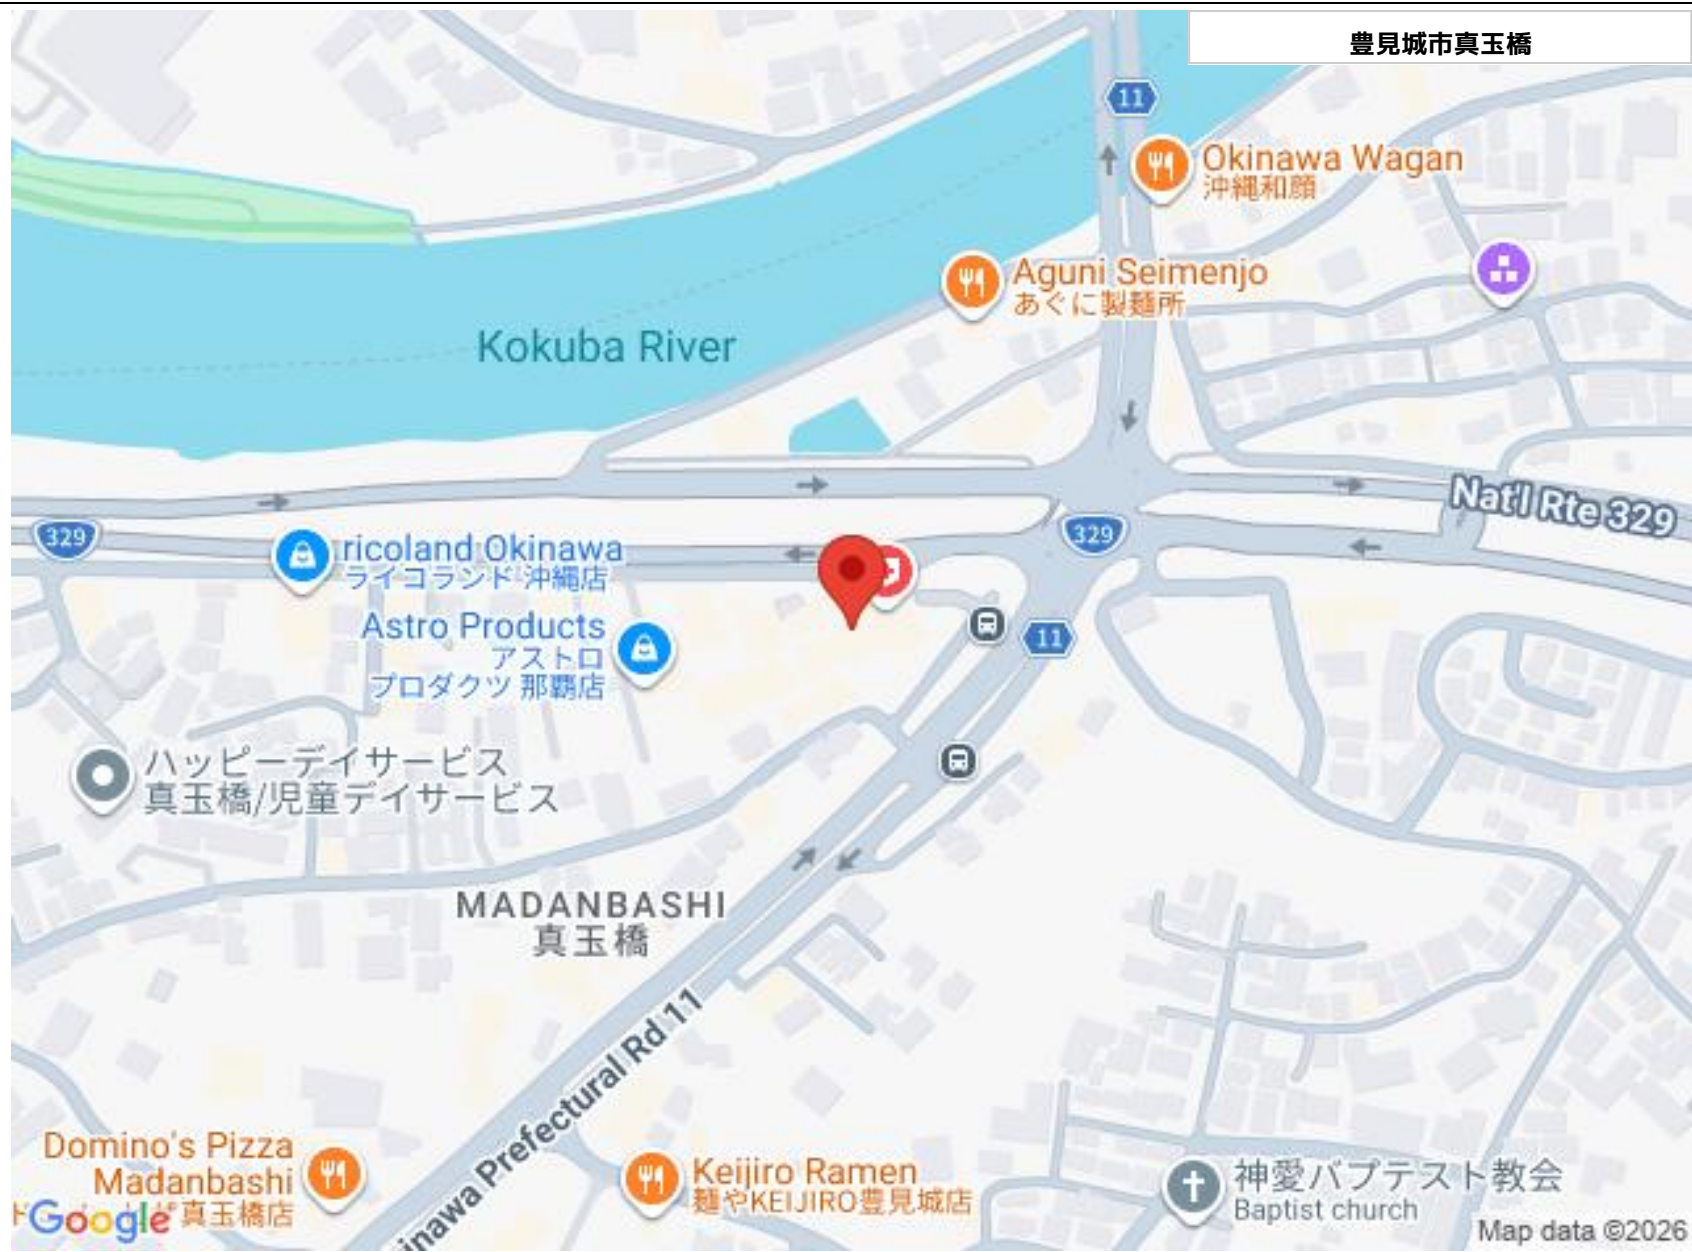 豊見城市真玉橋
11
Okinawa Wagan
沖縄和顔
Aguni Seimenjo
あぐに製麺所
Kokuba River
Nat'l Rte 329
329
329
ricoland Okinawa
ライコランド 沖縄店
Astro Products
アストロ
プロダクツ 那覇店
11
ハッピーデイサービス
真玉橋/児童デイサービス
MADANBASHI
真玉橋
inawa Prefectural Rd 11
Domino's Pizza
Madanbashi
真玉橋店
Google
Keijiro Ramen
麺やKEIJIRO豊見城店
神愛バプテスト教会
Baptist church
Map data ©2026